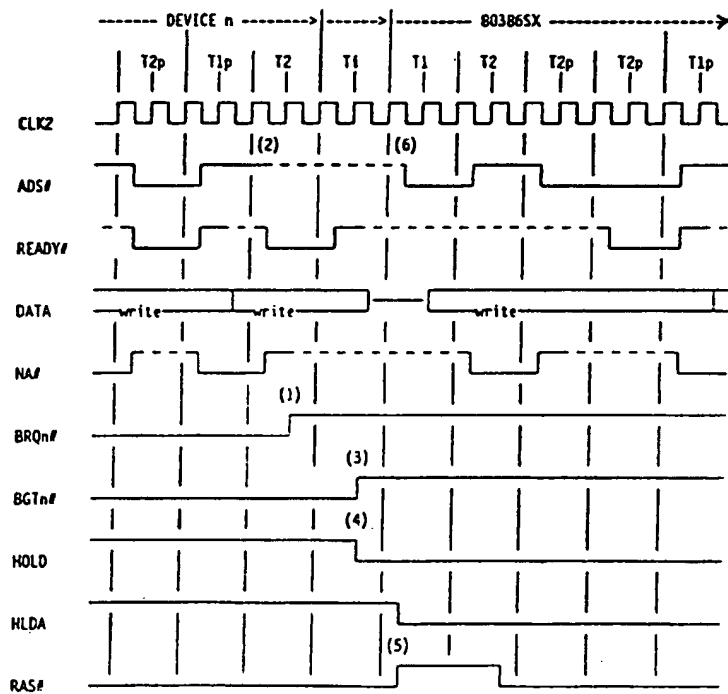 DEVICE n 80386SX
T2p T1p T2 Ti T1 T2 T2p T2p T1p
CLK2
(2) (6)
ADS#
READY#
DATA write write write
NA#
(1)
BRQn#
(3)
BGTn#
(4)
HOLD
HLDA
(5)
RAS#